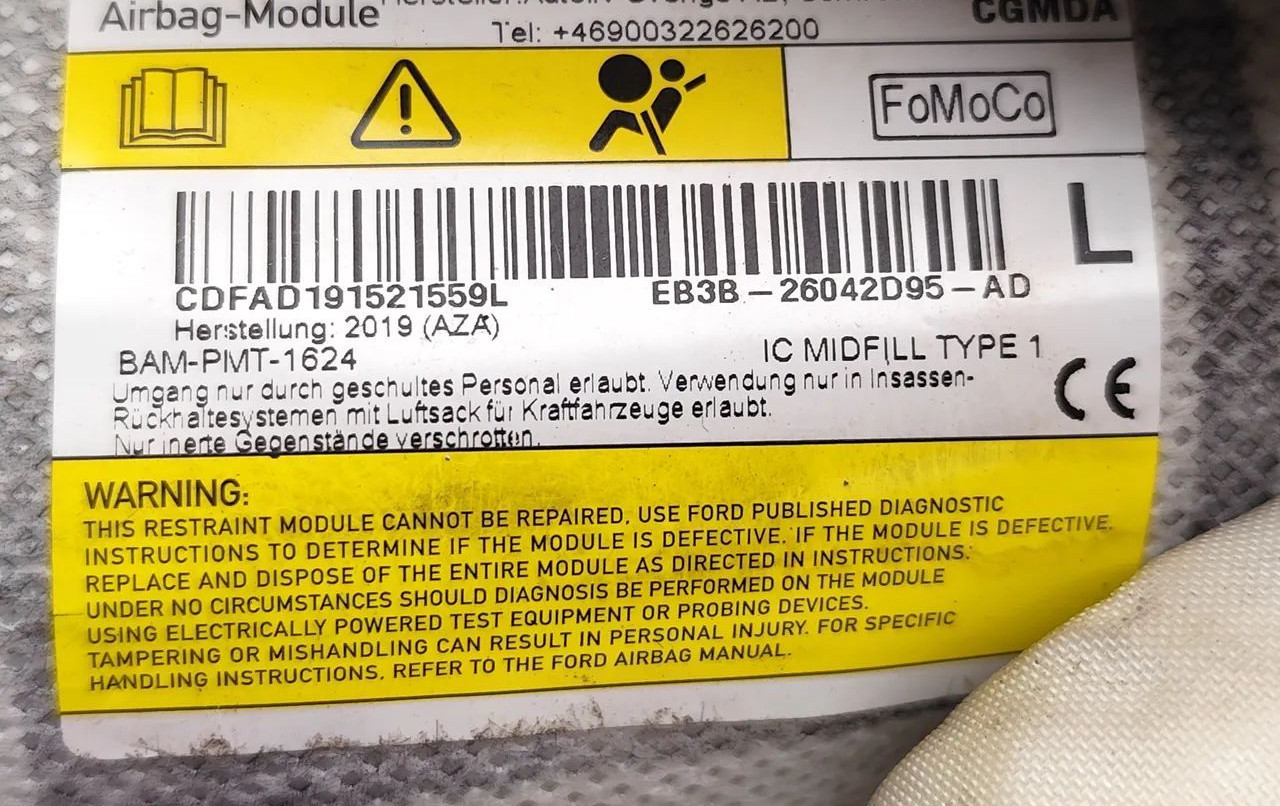 Airbag-Module
CGMDA
Tel: +46900322626200
FoMoCo
L
CDFAD191521559L
EB3B-26042D95-AD
Herstellung: 2019 (AZA)
BAM-PMT-1624
IC MIDFILL TYPE 1
CE
Umgang nur durch geschultes Personal erlaubt. Verwendung nur in Insassen-
Rückhaltesystemen mit Luftsack für Kraftfahrzeuge erlaubt.
Nur inerte Gegenstände verschrotten.
WARNING:
THIS RESTRAINT MODULE CANNOT BE REPAIRED. USE FORD PUBLISHED DIAGNOSTIC
INSTRUCTIONS TO DETERMINE IF THE MODULE IS DEFECTIVE. IF THE MODULE IS DEFECTIVE.
REPLACE AND DISPOSE OF THE ENTIRE MODULE AS DIRECTED IN INSTRUCTIONS.
UNDER NO CIRCUMSTANCES SHOULD DIAGNOSIS BE PERFORMED ON THE MODULE
USING ELECTRICALLY POWERED TEST EQUIPMENT OR PROBING DEVICES.
TAMPERING OR MISHANDLING CAN RESULT IN PERSONAL INJURY. FOR SPECIFIC
HANDLING INSTRUCTIONS. REFER TO THE FORD AIRBAG MANUAL.